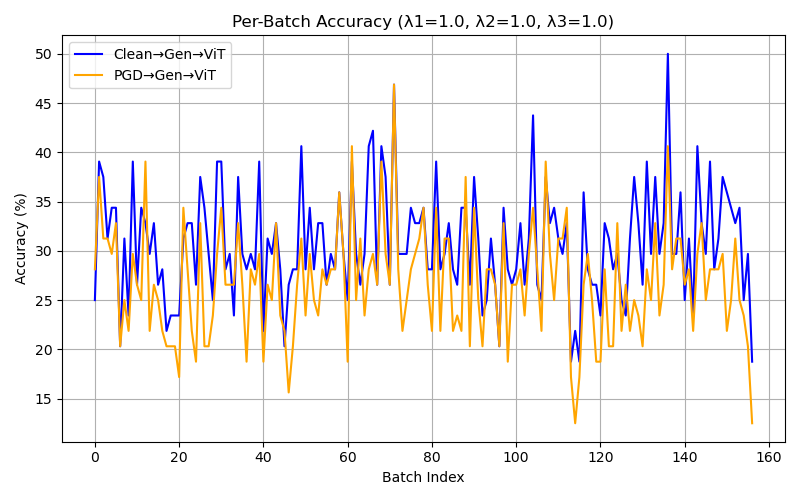 Per-Batch Accuracy (λ1=1.0, λ2=1.0, λ3=1.0)
Clean→Gen→ViT
PGD→Gen→ViT
Accuracy (%)
50
45
40
35
30
25
20
15
0 20 40 60 80 100 120 140 160
Batch Index